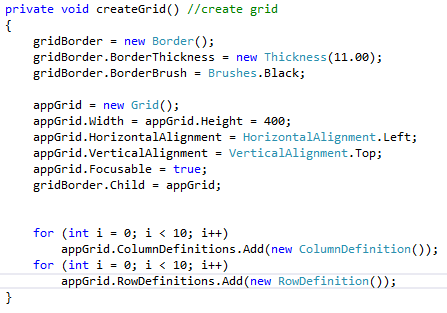 private void createGrid() //create grid
{
    gridBorder = new Border();
    gridBorder.BorderThickness = new Thickness(11.00);
    gridBorder.BorderBrush = Brushes.Black;

    appGrid = new Grid();
    appGrid.Width = appGrid.Height = 400;
    appGrid.HorizontalAlignment = HorizontalAlignment.Left;
    appGrid.VerticalAlignment = VerticalAlignment.Top;
    appGrid.Focusable = true;
    gridBorder.Child = appGrid;


    for (int i = 0; i < 10; i++)
        appGrid.ColumnDefinitions.Add(new ColumnDefinition());
    for (int i = 0; i < 10; i++)
        appGrid.RowDefinitions.Add(new RowDefinition());
}